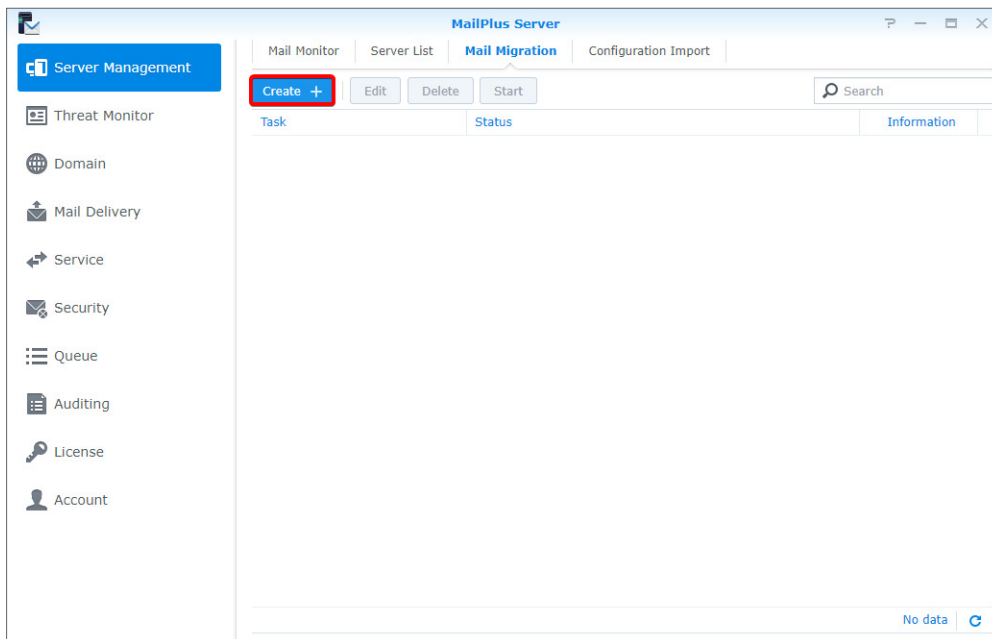 MailPlus Server
Server Management
Threat Monitor
Domain
Mail Delivery
Service
Security
Queue
Auditing
License
Account
Mail Monitor Server List Mail Migration Configuration Import
Create + Edit Delete Start Search
Task Status Information
No data